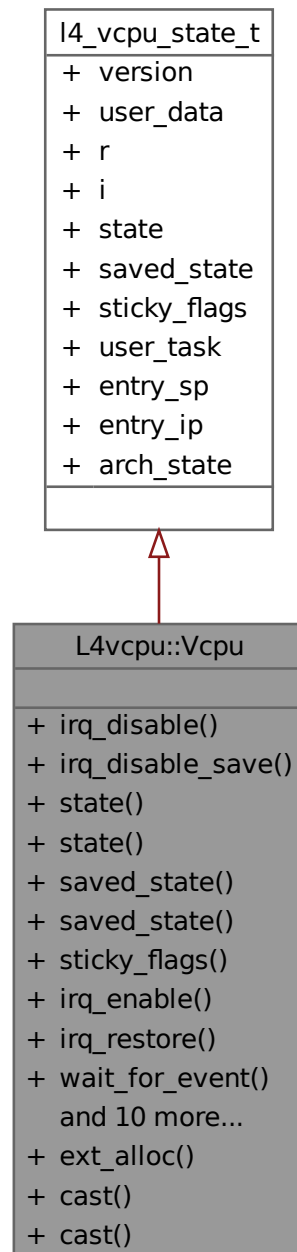 l4_vcpu_state_t
+ version
+ user_data
+ r
+ i
+ state
+ saved_state
+ sticky_flags
+ user_task
+ entry_sp
+ entry_ip
+ arch_state
L4vcpu::Vcpu
+ irq_disable()
+ irq_disable_save()
+ state()
+ state()
+ saved_state()
+ saved_state()
+ sticky_flags()
+ irq_enable()
+ irq_restore()
+ wait_for_event()
and 10 more...
+ ext_alloc()
+ cast()
+ cast()